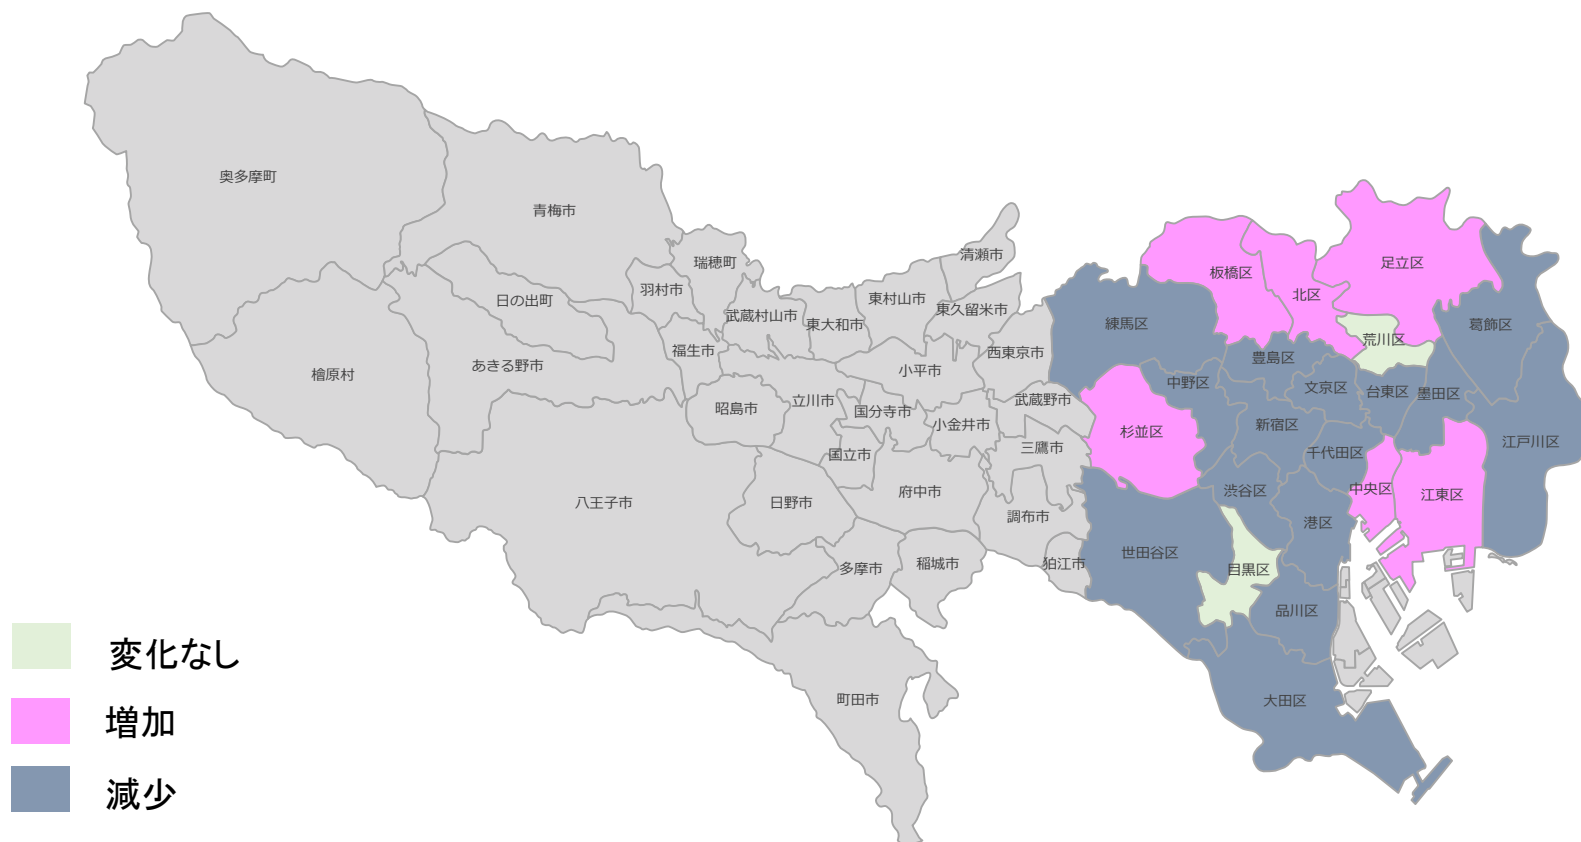 奥多摩町
青梅市
瑞穂町
羽村市
日の出町
武蔵村山市
東大和市
東村山市
清瀬市
東久留米市
福生市
あきる野市
檜原村
昭島市
立川市
小平市
西東京市
国分寺市
小金井市
武蔵野市
三鷹市
国立市
八王子市
日野市
府中市
調布市
狛江市
多摩市
稲城市
町田市
板橋区
北区
足立区
練馬区
荒川区
葛飾区
豊島区
中野区
文京区
台東区
墨田区
杉並区
新宿区
千代田区
江戸川区
渋谷区
中央区
江東区
港区
世田谷区
目黒区
品川区
大田区
変化なし
増加
減少